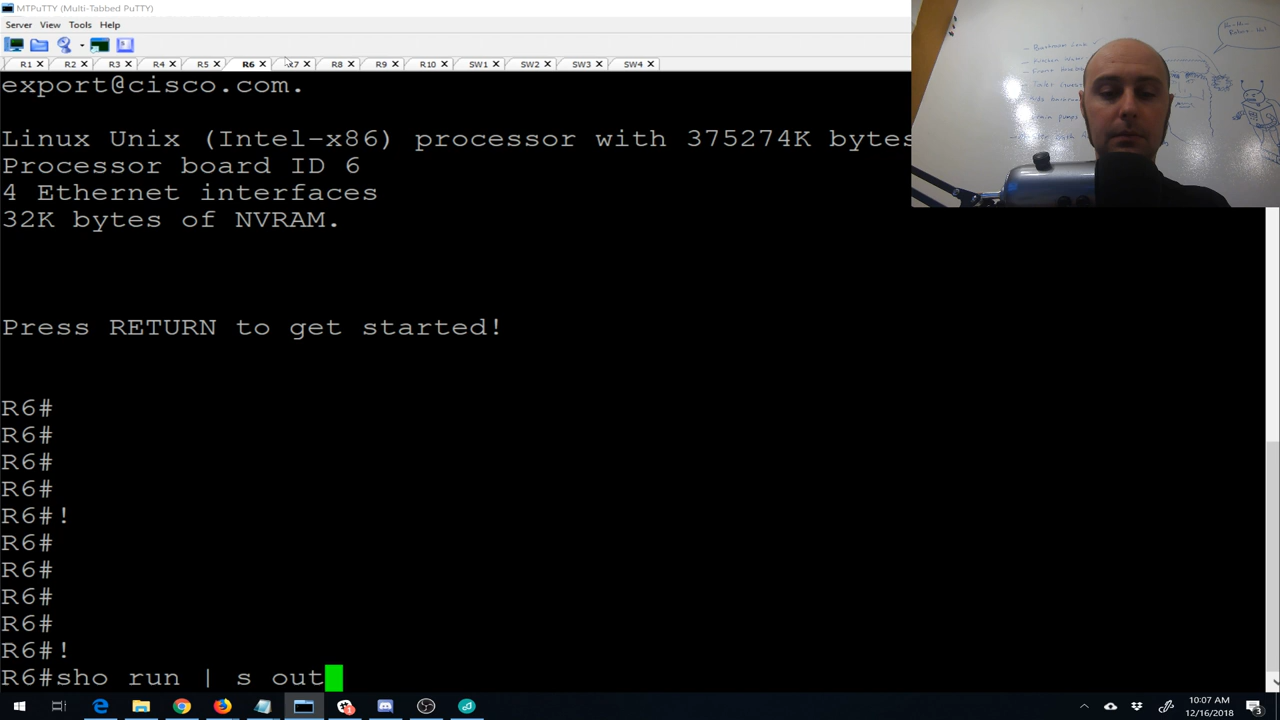 MTPuTTY (Multi-Tabbed PuTTY)
Server View Tools Help
R1 R2 R3 R4 R5 R6 R7 R8 R9 R10 SW1 SW2 SW3 SW4
export@cisco.com.
Linux Unix (Intel-x86) processor with 375274K bytes
Processor board ID 6
4 Ethernet interfaces
32K bytes of NVRAM.
Press RETURN to get started!
R6#
R6#
R6#
R6#
R6#!
R6#
R6#
R6#
R6#
R6#!
R6#sho run | s out
10:07 AM
12/16/2018
3